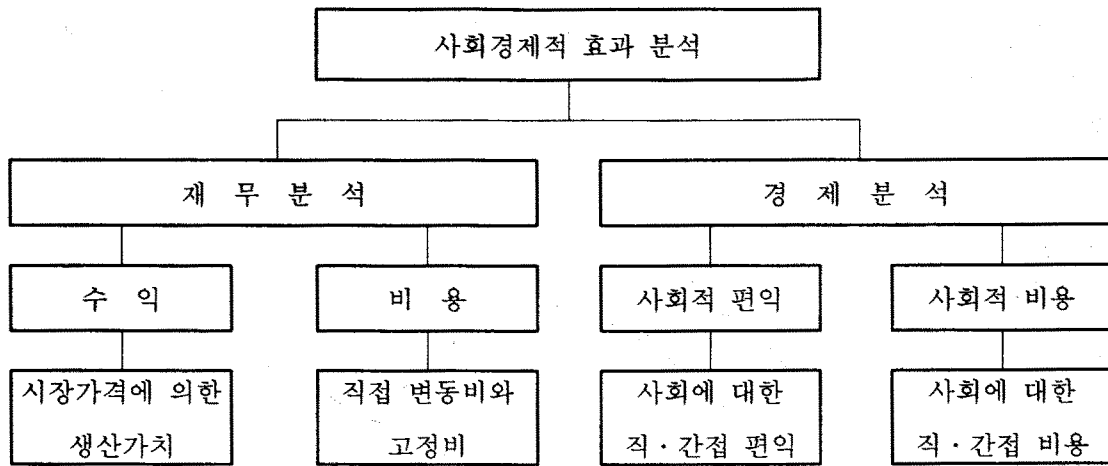 사회경제적 효과 분석
재 무 분 석
경 제 분 석
수 익
비 용
사회적 편익
사회적 비용
시장가격에 의한
생산가치
직접 변동비와
고정비
사회에 대한
직·간접 편익
사회에 대한
직·간접 비용